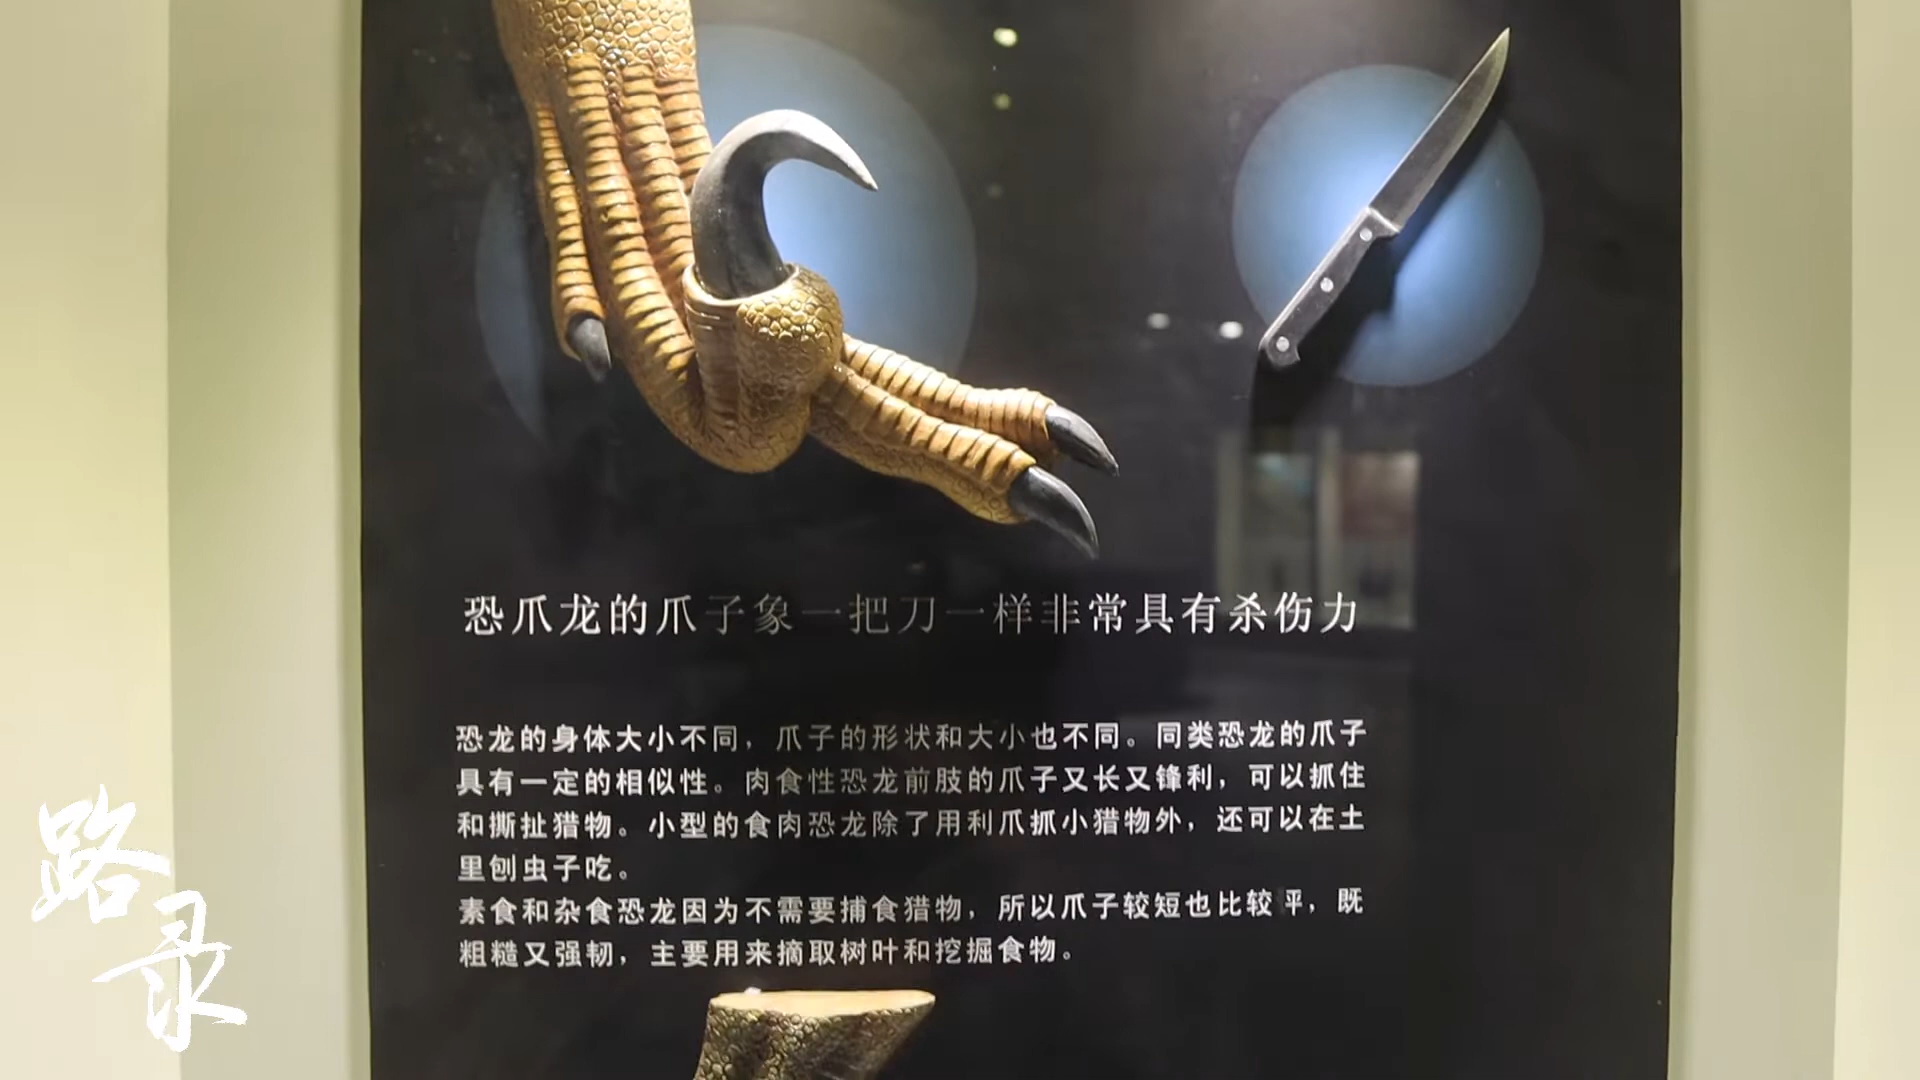 恐爪龙的爪子象一把刀一样非常具有杀伤力
恐龙的身体大小不同，爪子的形状和大小也不同。同类恐龙的爪子
具有一定的相似性。肉食性恐龙前肢的爪子又长又锋利，可以抓住
和撕扯猎物。小型的食肉恐龙除了用利爪抓小猎物外，还可以在土
里刨虫子吃。
素食和杂食恐龙因为不需要捕食猎物，所以爪子较短也比较平，既
粗糙又强韧，主要用来摘取树叶和挖掘食物。
路
录